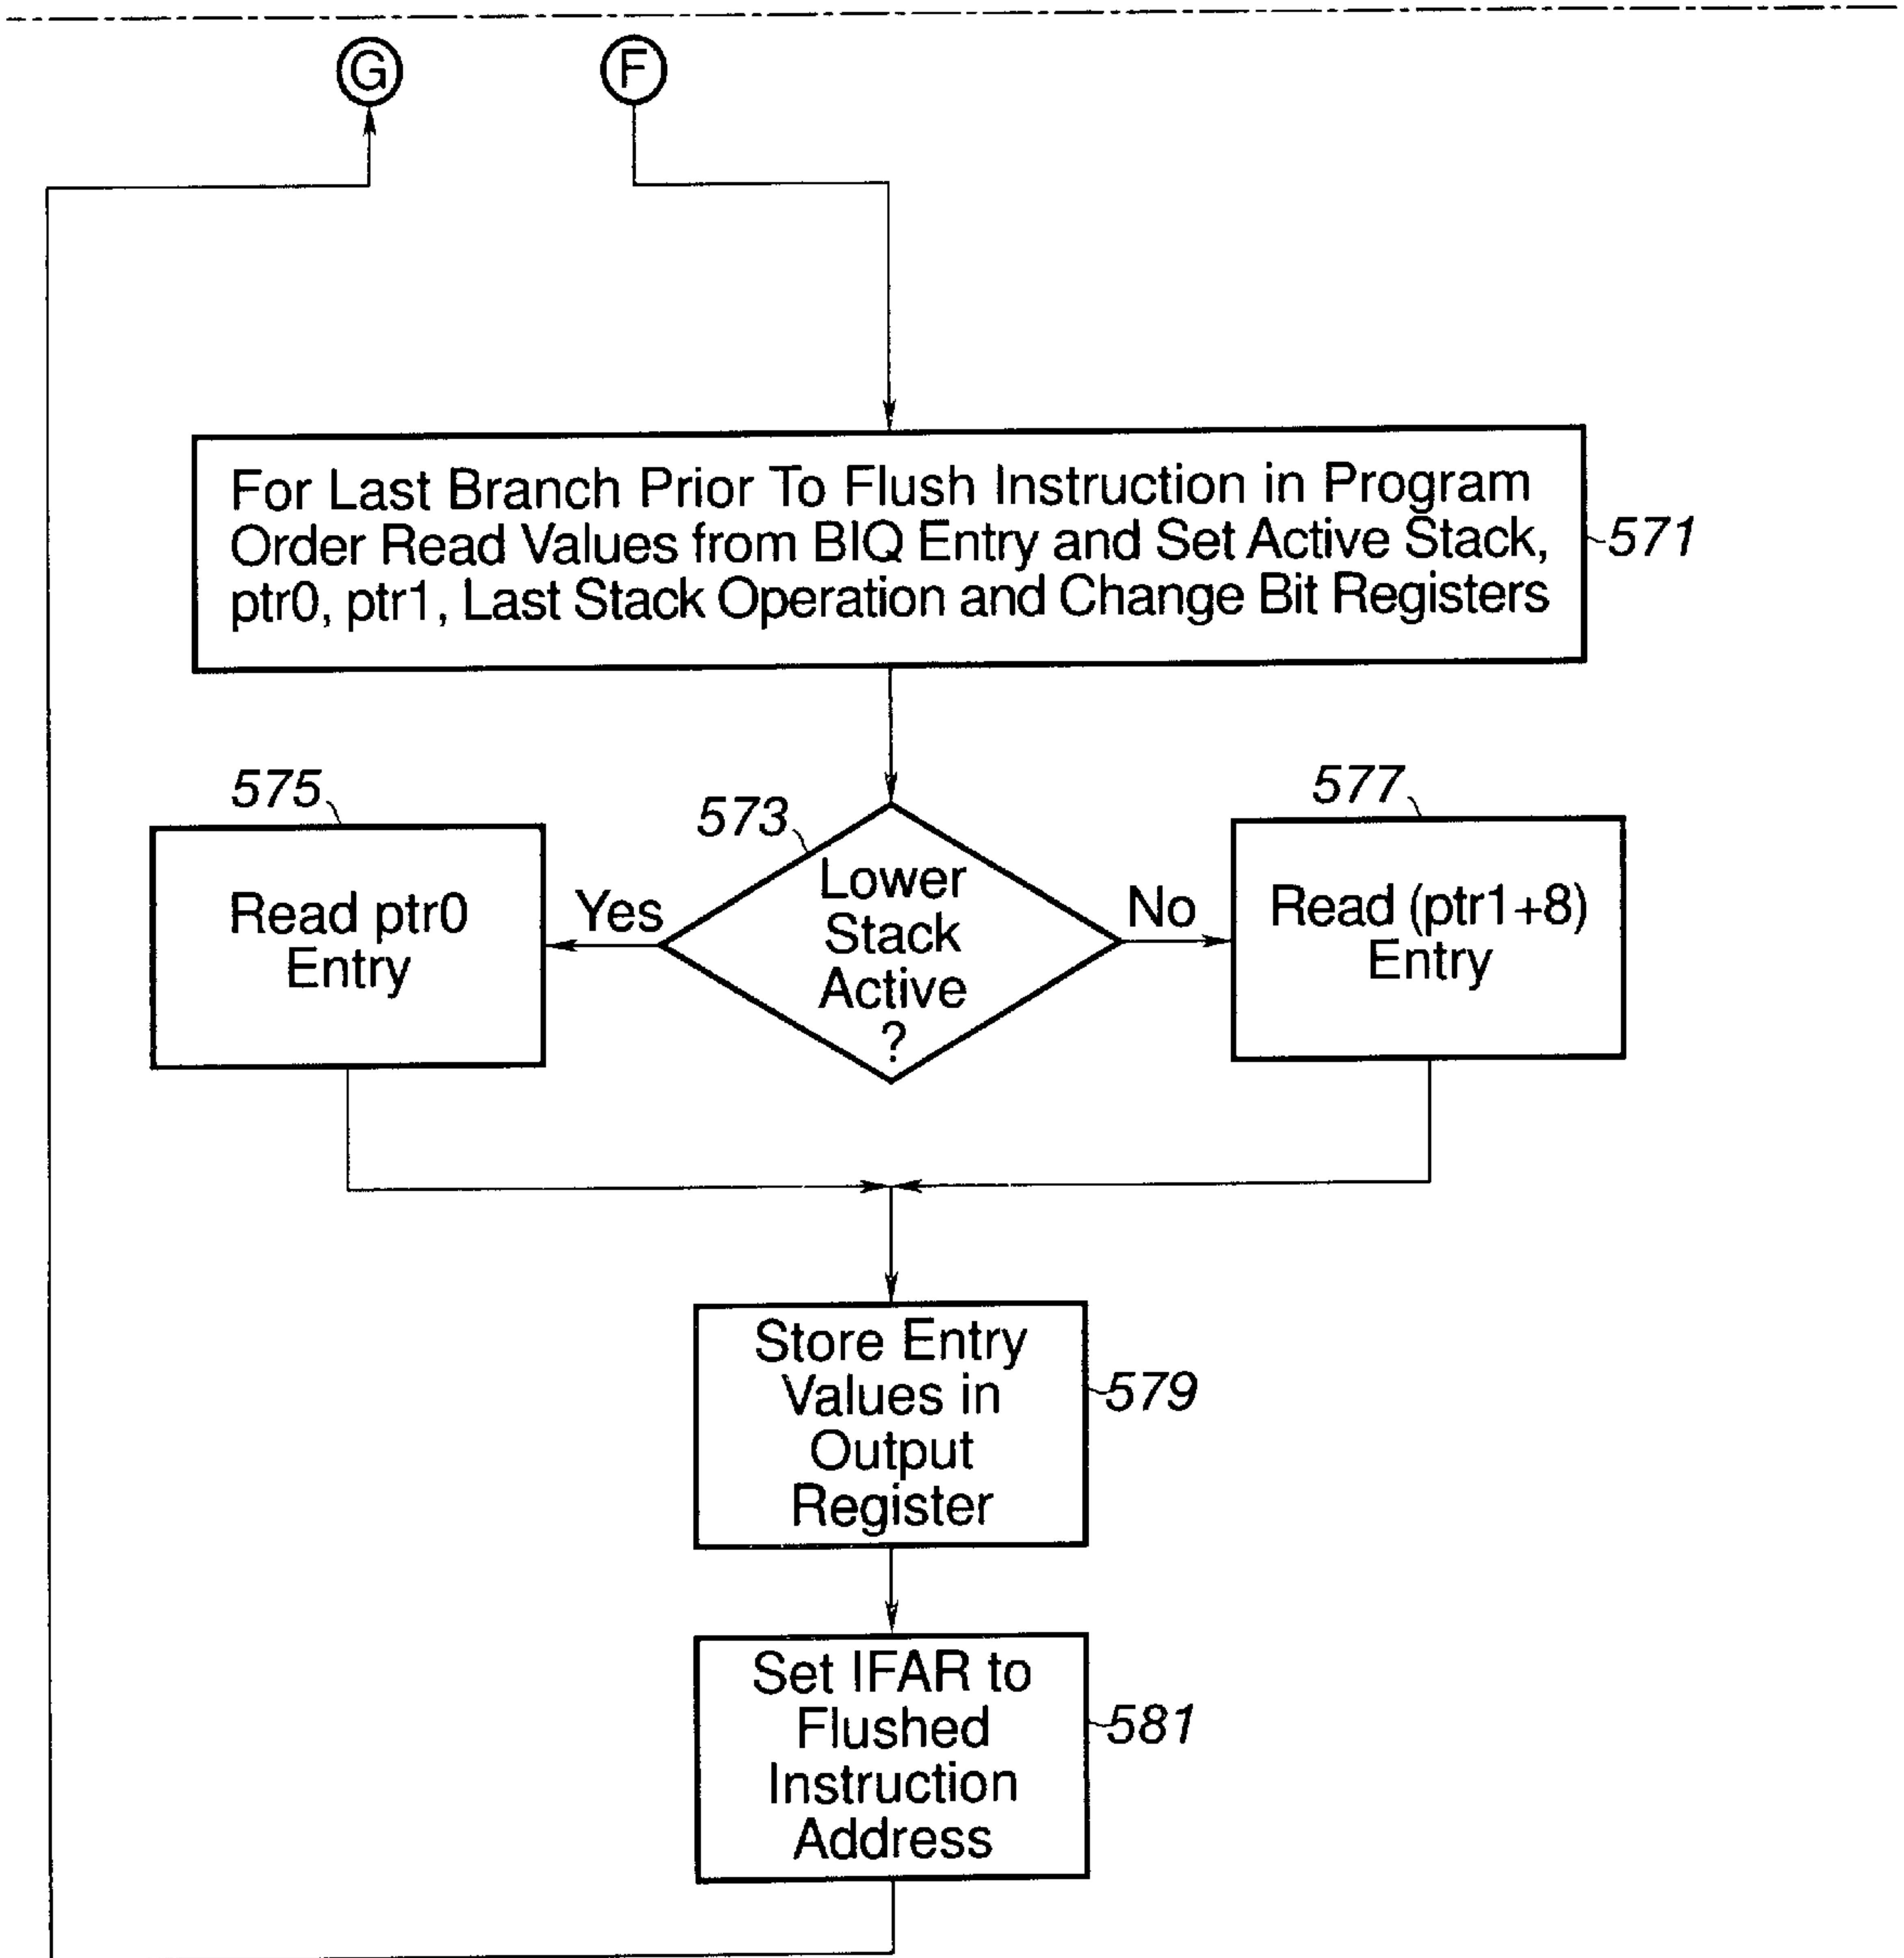 G
F
For Last Branch Prior To Flush Instruction in Program
Order Read Values from BIQ Entry and Set Active Stack,
ptr0, ptr1, Last Stack Operation and Change Bit Registers
571
575
573
577
Read ptr0
Entry
Yes
Lower
Stack
Active
?
No
Read (ptr1+8)
Entry
Store Entry
Values in
Output
Register
579
Set IFAR to
Flushed
Instruction
Address
581